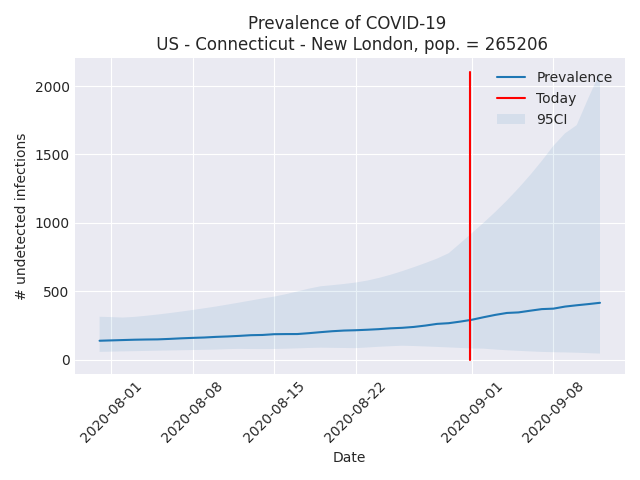 Prevalence of COVID-19
US - Connecticut - New London, pop. = 265206
# undetected infections
2000
1500
1000
500
0
Prevalence
Today
95CI
2020-08-01
2020-08-08
2020-08-15
2020-08-22
2020-09-01
2020-09-08
Date